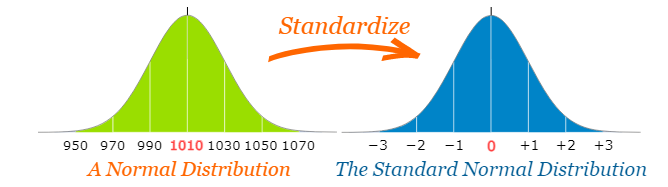 Standardize
950 970 990 1010 1030 1050 1070
A Normal Distribution
−3 −2 −1 0 +1 +2 +3
The Standard Normal Distribution